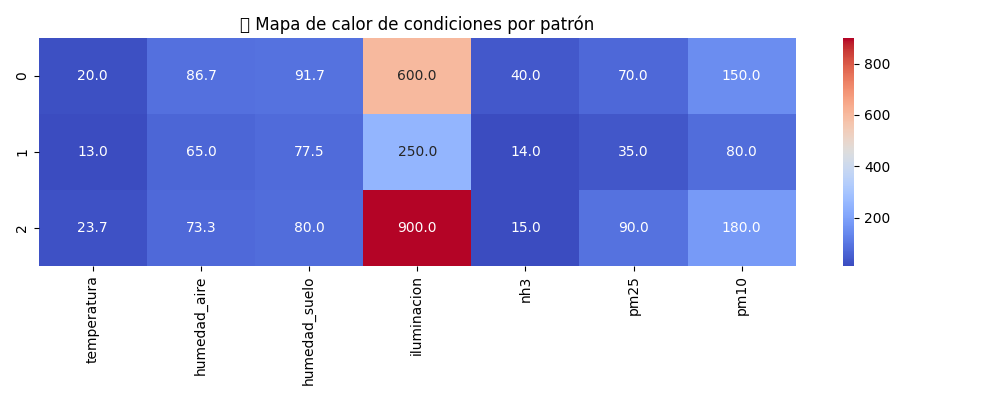 Mapa de calor de condiciones por patrón
0 20.0 86.7 91.7 600.0 40.0 70.0 150.0
1 13.0 65.0 77.5 250.0 14.0 35.0 80.0
2 23.7 73.3 80.0 900.0 15.0 90.0 180.0
temperatura
humedad_aire
humedad_suelo
iluminacion
nh3
pm25
pm10
800
600
400
200